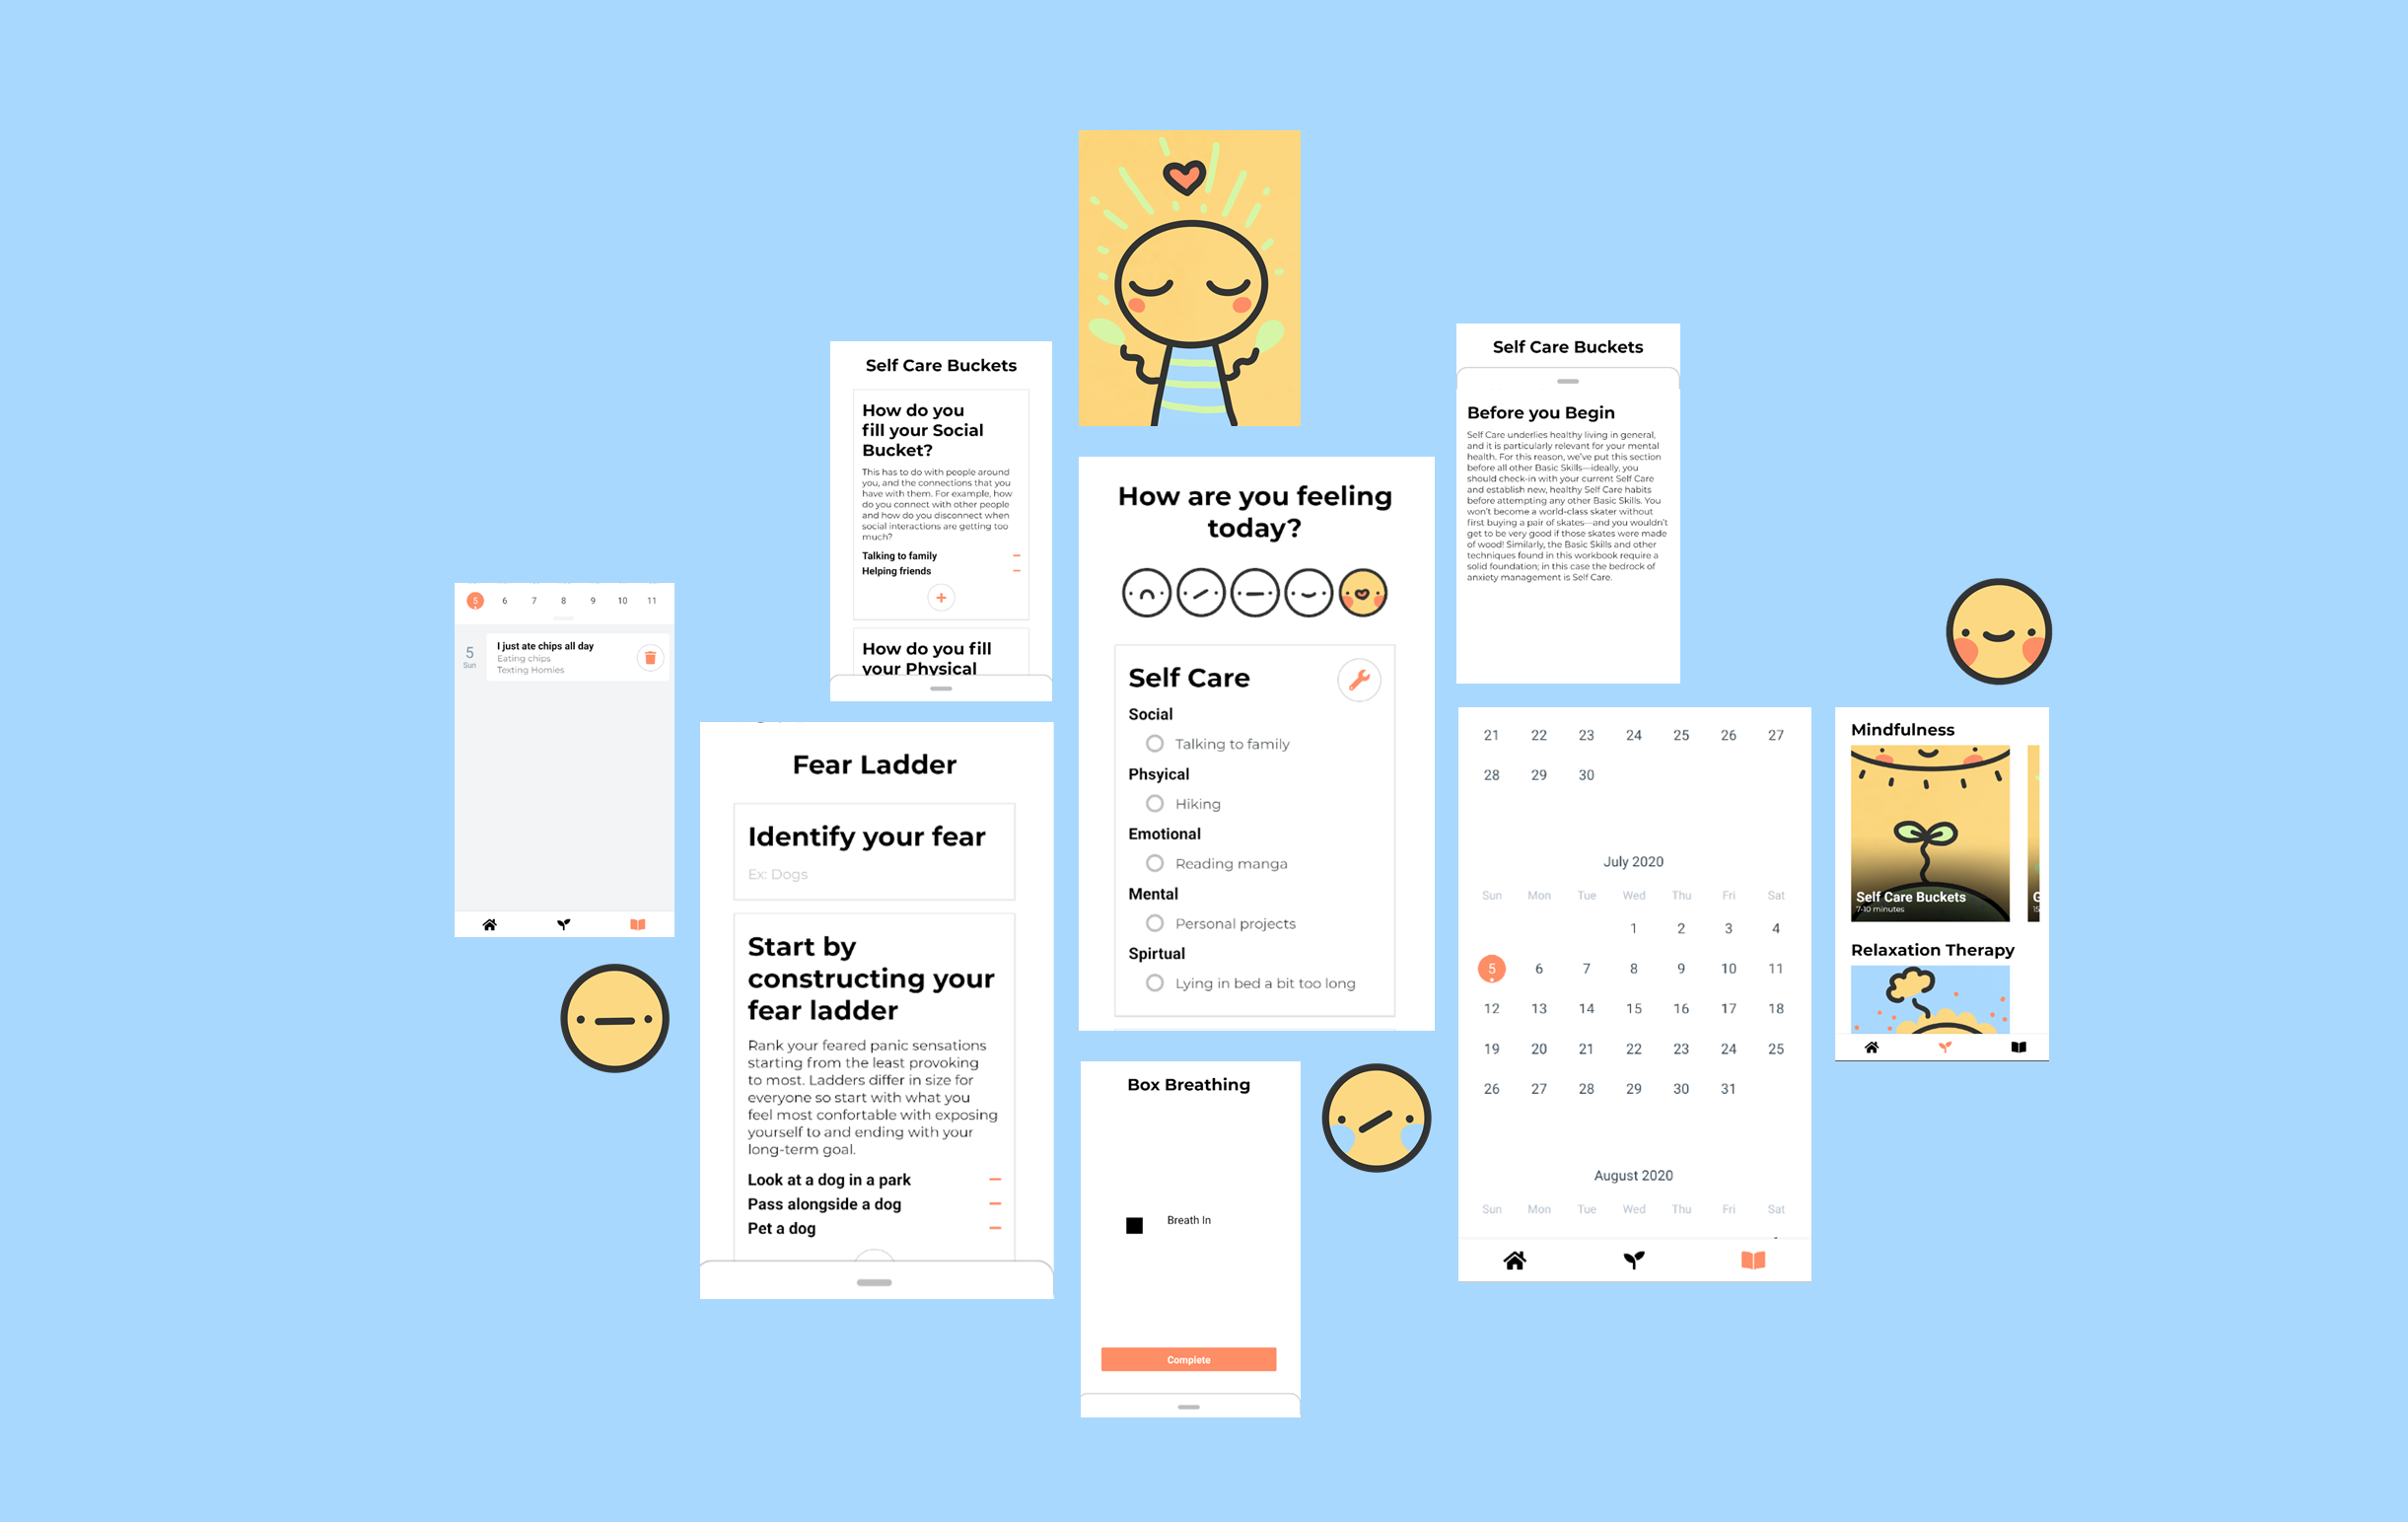 5 6 7 8 9 10 11
5
Sun
I just ate chips all day
Eating chips
Texting Homies
Self Care Buckets
How do you
fill your Social
Bucket?
This has to do with people around
you, and the connections that you
have with them. For example, how
do you connect with other people
and how do you disconnect when
social interactions are getting too
much?
Talking to family
Helping friends
How do you fill
your Physical
Fear Ladder
Identify your fear
Ex: Dogs
Start by
constructing your
fear ladder
Rank your feared panic sensations
starting from the least provoking
to most. Ladders differ in size for
everyone so start with what you
feel most confortable with exposing
yourself to and ending with your
long-term goal.
Look at a dog in a park
Pass alongside a dog
Pet a dog
How are you feeling
today?
Self Care
Social
Talking to family
Phsyical
Hiking
Emotional
Reading manga
Mental
Personal projects
Spirtual
Lying in bed a bit too long
Box Breathing
Breath In
Complete
Self Care Buckets
Before you Begin
Self Care underlies healthy living in general,
and it is particularly relevant for your mental
health. For this reason, we've put this section
before all other Basic Skills—ideally, you
should check-in with your current Self Care
and establish new, healthy Self Care habits
before attempting any other Basic Skills. You
won't become a world-class skater without
first buying a pair of skates—and you wouldn't
get to be very good if those skates were made
of wood! Similarly, the Basic Skills and other
techniques found in this workbook require a
solid foundation; in this case the bedrock of
anxiety management is Self Care.
21 22 23 24 25 26 27
28 29 30
July 2020
Sun Mon Tue Wed Thu Fri Sat
1 2 3 4
5 6 7 8 9 10 11
12 13 14 15 16 17 18
19 20 21 22 23 24 25
26 27 28 29 30 31
August 2020
Sun Mon Tue Wed Thu Fri Sat
Mindfulness
Self Care Buckets
7-10 minutes
Relaxation Therapy